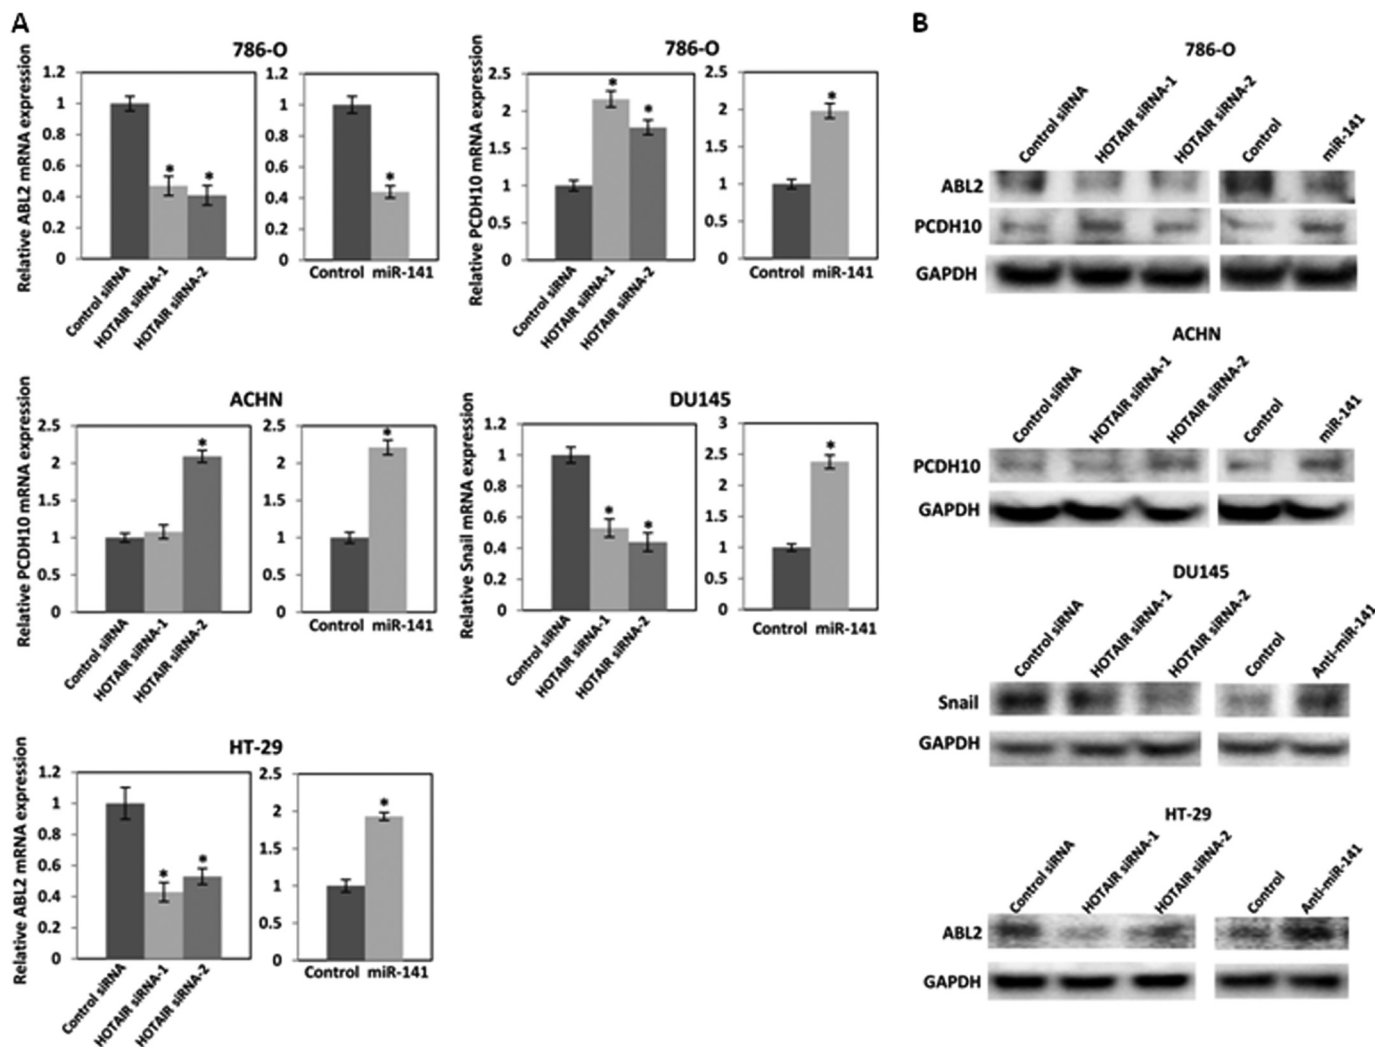 A
786-O
Relative ABL2 mRNA expression
1.2
1
0.8
0.6
0.4
0.2
0
*
*
Control siRNA
HOTAIR siRNA-1
HOTAIR siRNA-2
1.2
1
0.8
0.6
0.4
0.2
0
*
Control miR-141
786-O
Relative PCDH10 mRNA expression
2.5
2
1.5
1
0.5
0
*
*
Control siRNA
HOTAIR siRNA-1
HOTAIR siRNA-2
2.5
2
1.5
1
0.5
0
*
Control miR-141
ACHN
Relative PCDH10 mRNA expression
2.5
2
1.5
1
0.5
0
*
Control siRNA
HOTAIR siRNA-1
HOTAIR siRNA-2
2.5
2
1.5
1
0.5
0
*
Control miR-141
DU145
Relative Snail mRNA expression
1.2
1
0.8
0.6
0.4
0.2
0
*
*
Control siRNA
HOTAIR siRNA-1
HOTAIR siRNA-2
3
2.5
2
1.5
1
0.5
0
*
Control miR-141
HT-29
Relative ABL2 mRNA expression
1.2
1
0.8
0.6
0.4
0.2
0
*
*
Control siRNA
HOTAIR siRNA-1
HOTAIR siRNA-2
2.5
2
1.5
1
0.5
0
*
Control miR-141
B
786-O
Control siRNA
HOTAIR siRNA-1
HOTAIR siRNA-2
Control
miR-141
ABL2
PCDH10
GAPDH
ACHN
Control siRNA
HOTAIR siRNA-1
HOTAIR siRNA-2
Control
miR-141
PCDH10
GAPDH
DU145
Control siRNA
HOTAIR siRNA-1
HOTAIR siRNA-2
Control
Anti-miR-141
Snail
GAPDH
HT-29
Control siRNA
HOTAIR siRNA-1
HOTAIR siRNA-2
Control
Anti-miR-141
ABL2
GAPDH